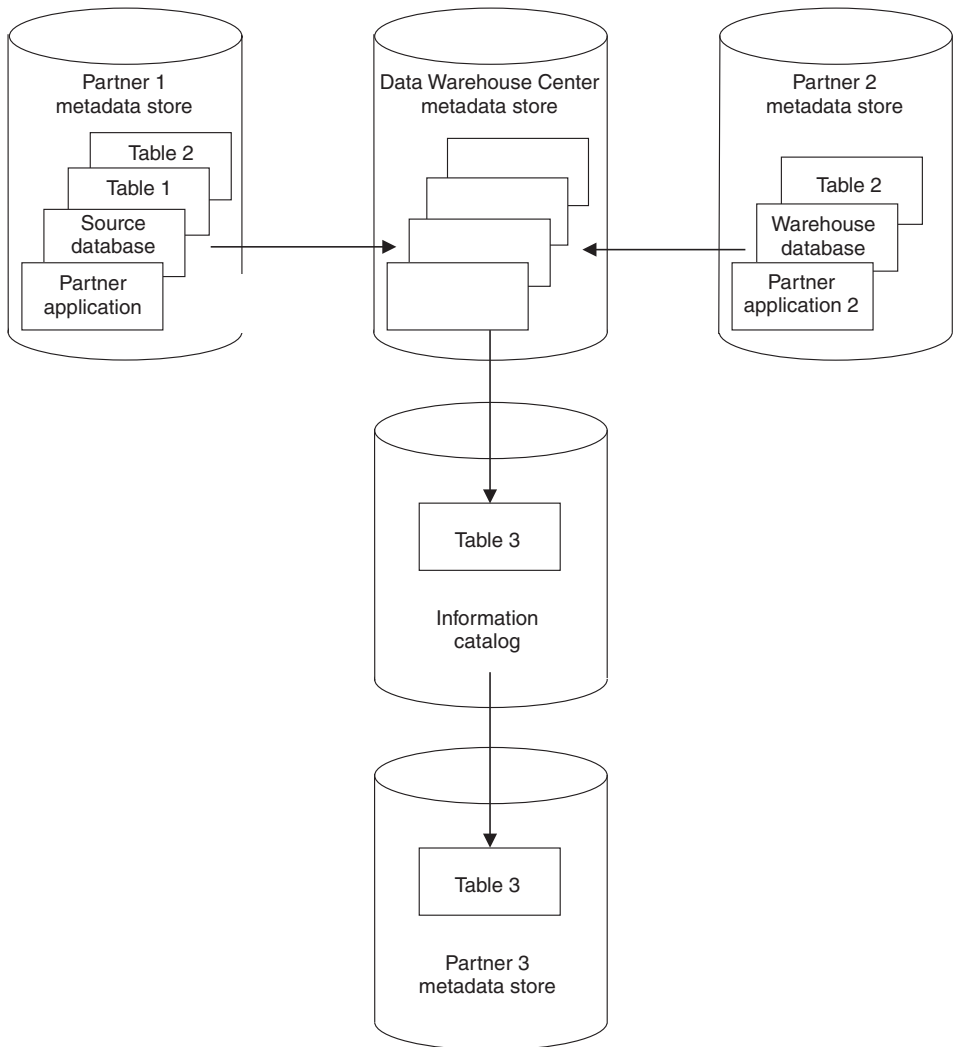 Partner 1
metadata store
Table 2
Table 1
Source
database
Partner
application
Data Warehouse Center
metadata store
Partner 2
metadata store
Table 2
Warehouse
database
Partner
application 2
Table 3
Information
catalog
Table 3
Partner 3
metadata store